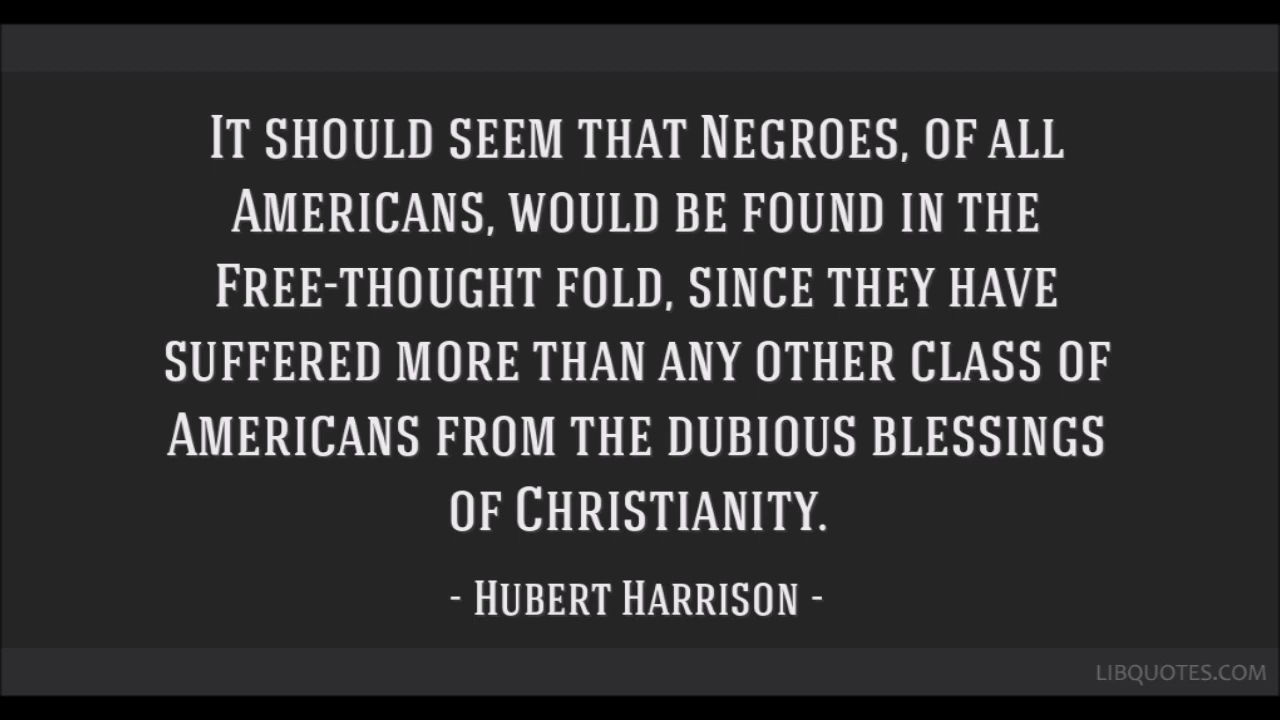 It should seem that Negroes, of all
Americans, would be found in the
Free-thought fold, since they have
suffered more than any other class of
Americans from the dubious blessings
of Christianity.
- Hubert Harrison -
LIBQUOTES.COM